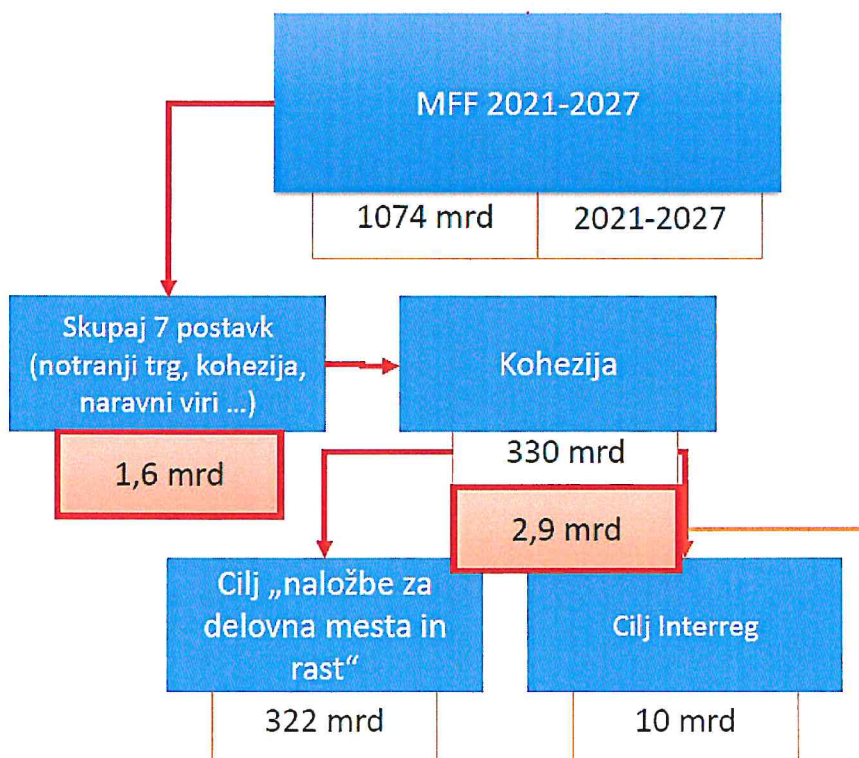 MFF 2021-2027
1074 mrd
2021-2027
Skupaj 7 postavk
(notranji trg, kohezija,
naravni viri ...)
1,6 mrd
Kohezija
330 mrd
2,9 mrd
Cilj „naložbe za
delovna mesta in
rast“
322 mrd
Cilj Interreg
10 mrd